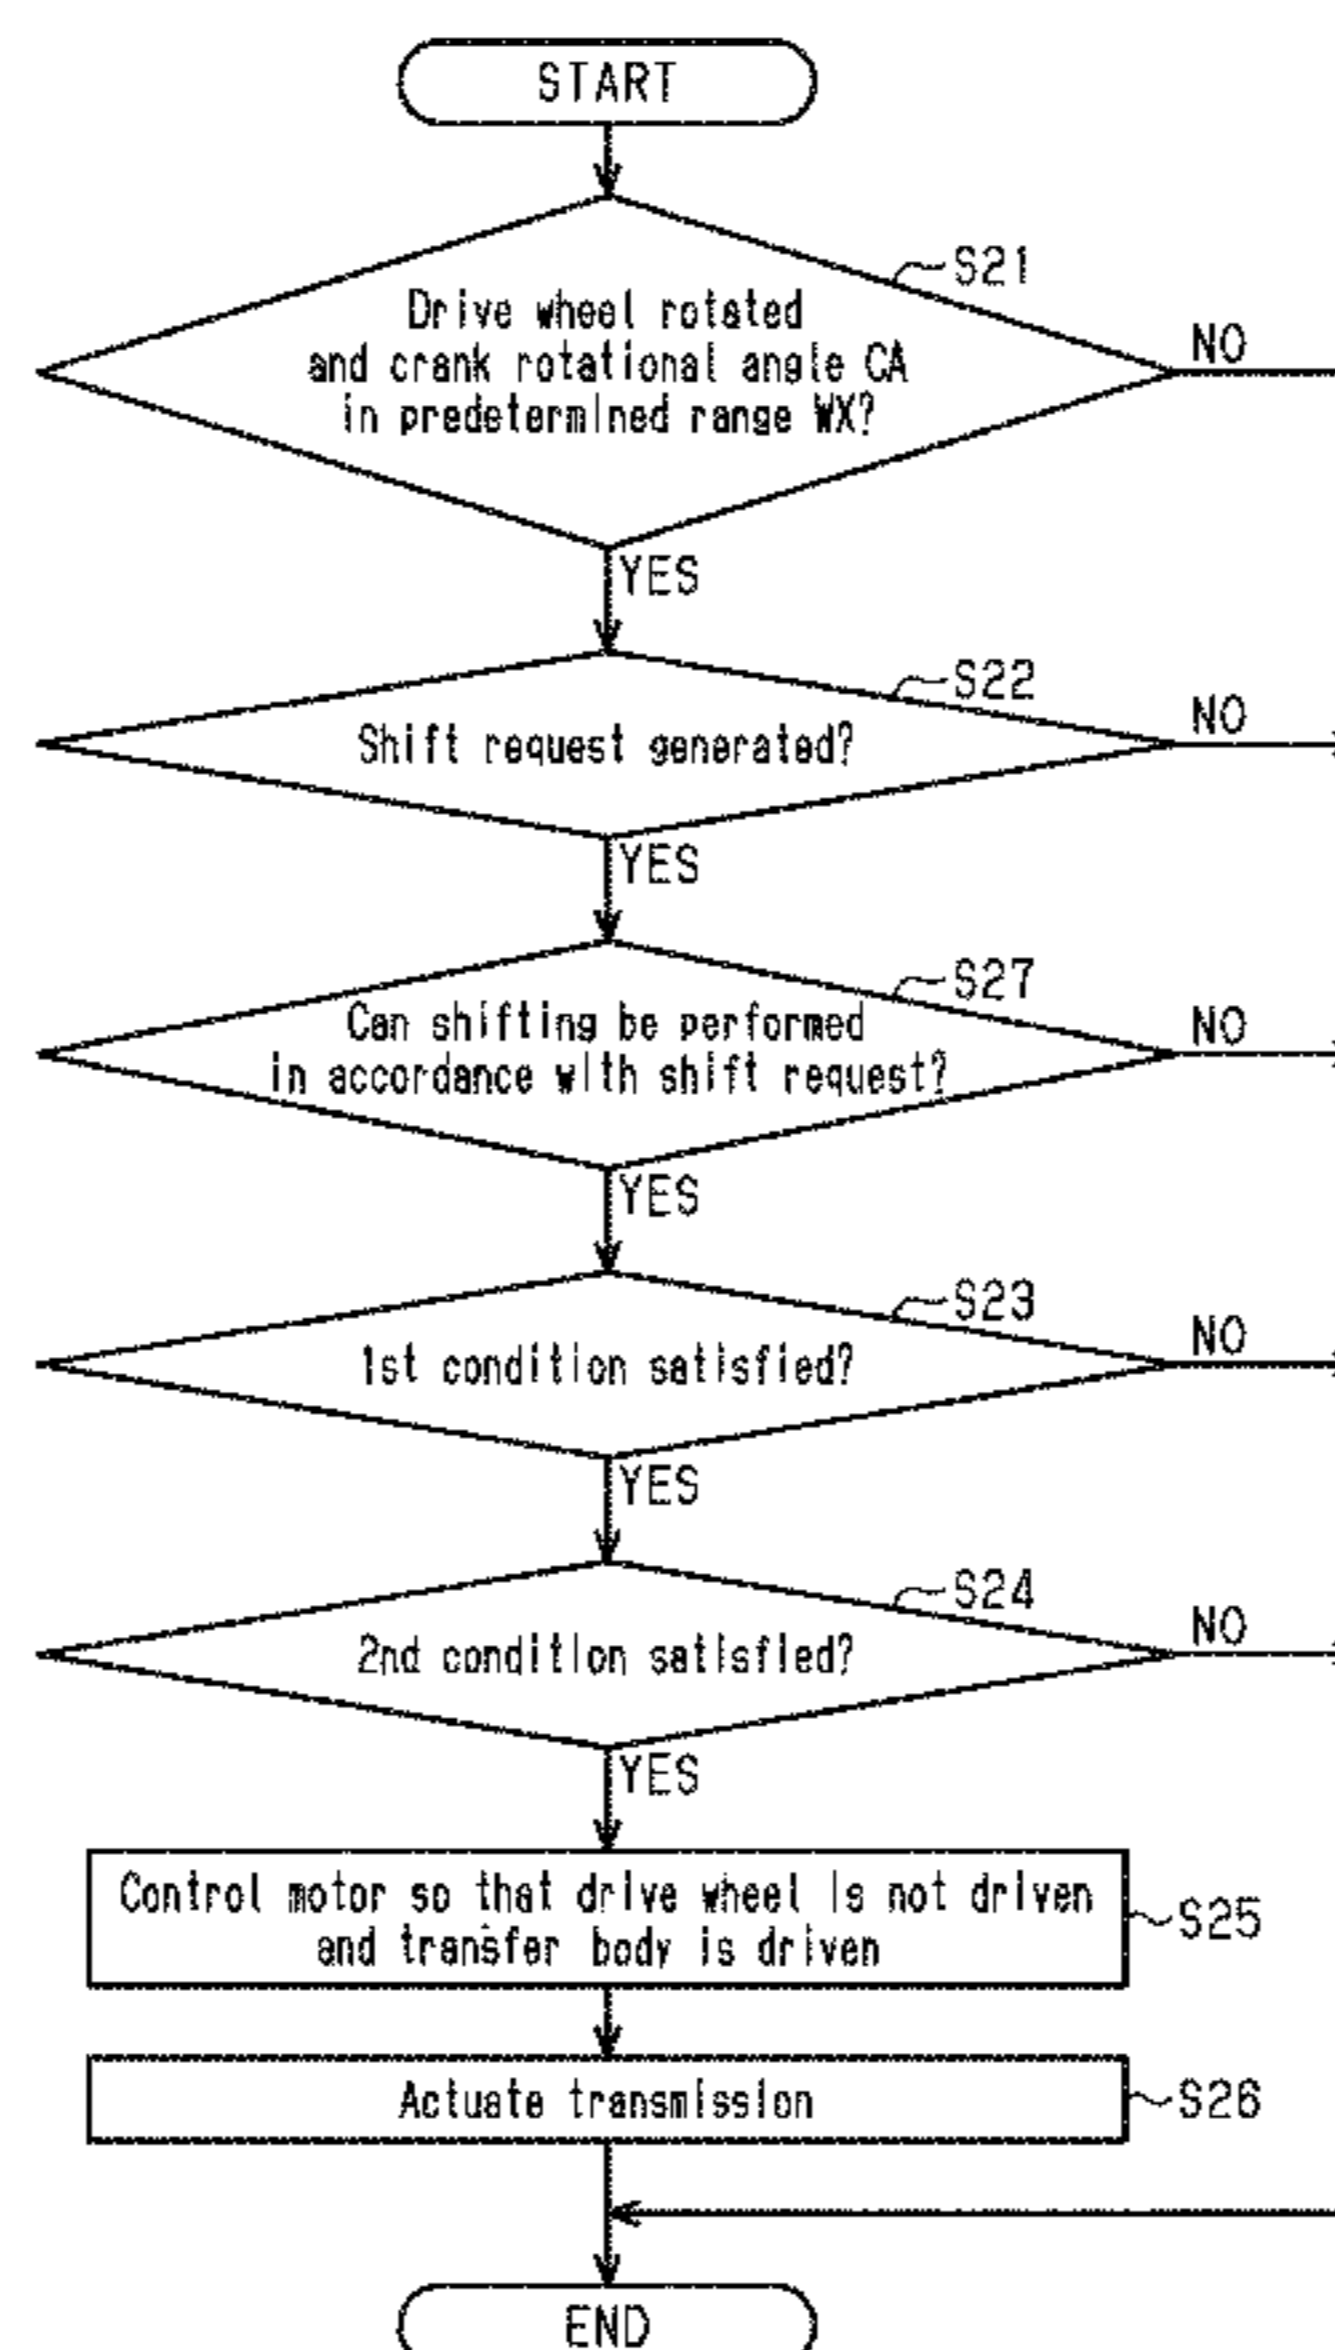 START
S21
Drive wheel rotated
and crank rotational angle CA
in predetermined range WX?
NO
YES
S22
Shift request generated?
NO
YES
S27
Can shifting be performed
in accordance with shift request?
NO
YES
S23
1st condition satisfied?
NO
YES
S24
2nd condition satisfied?
NO
YES
Control motor so that drive wheel is not driven
and transfer body is driven
S25
Actuate transmission
S26
END